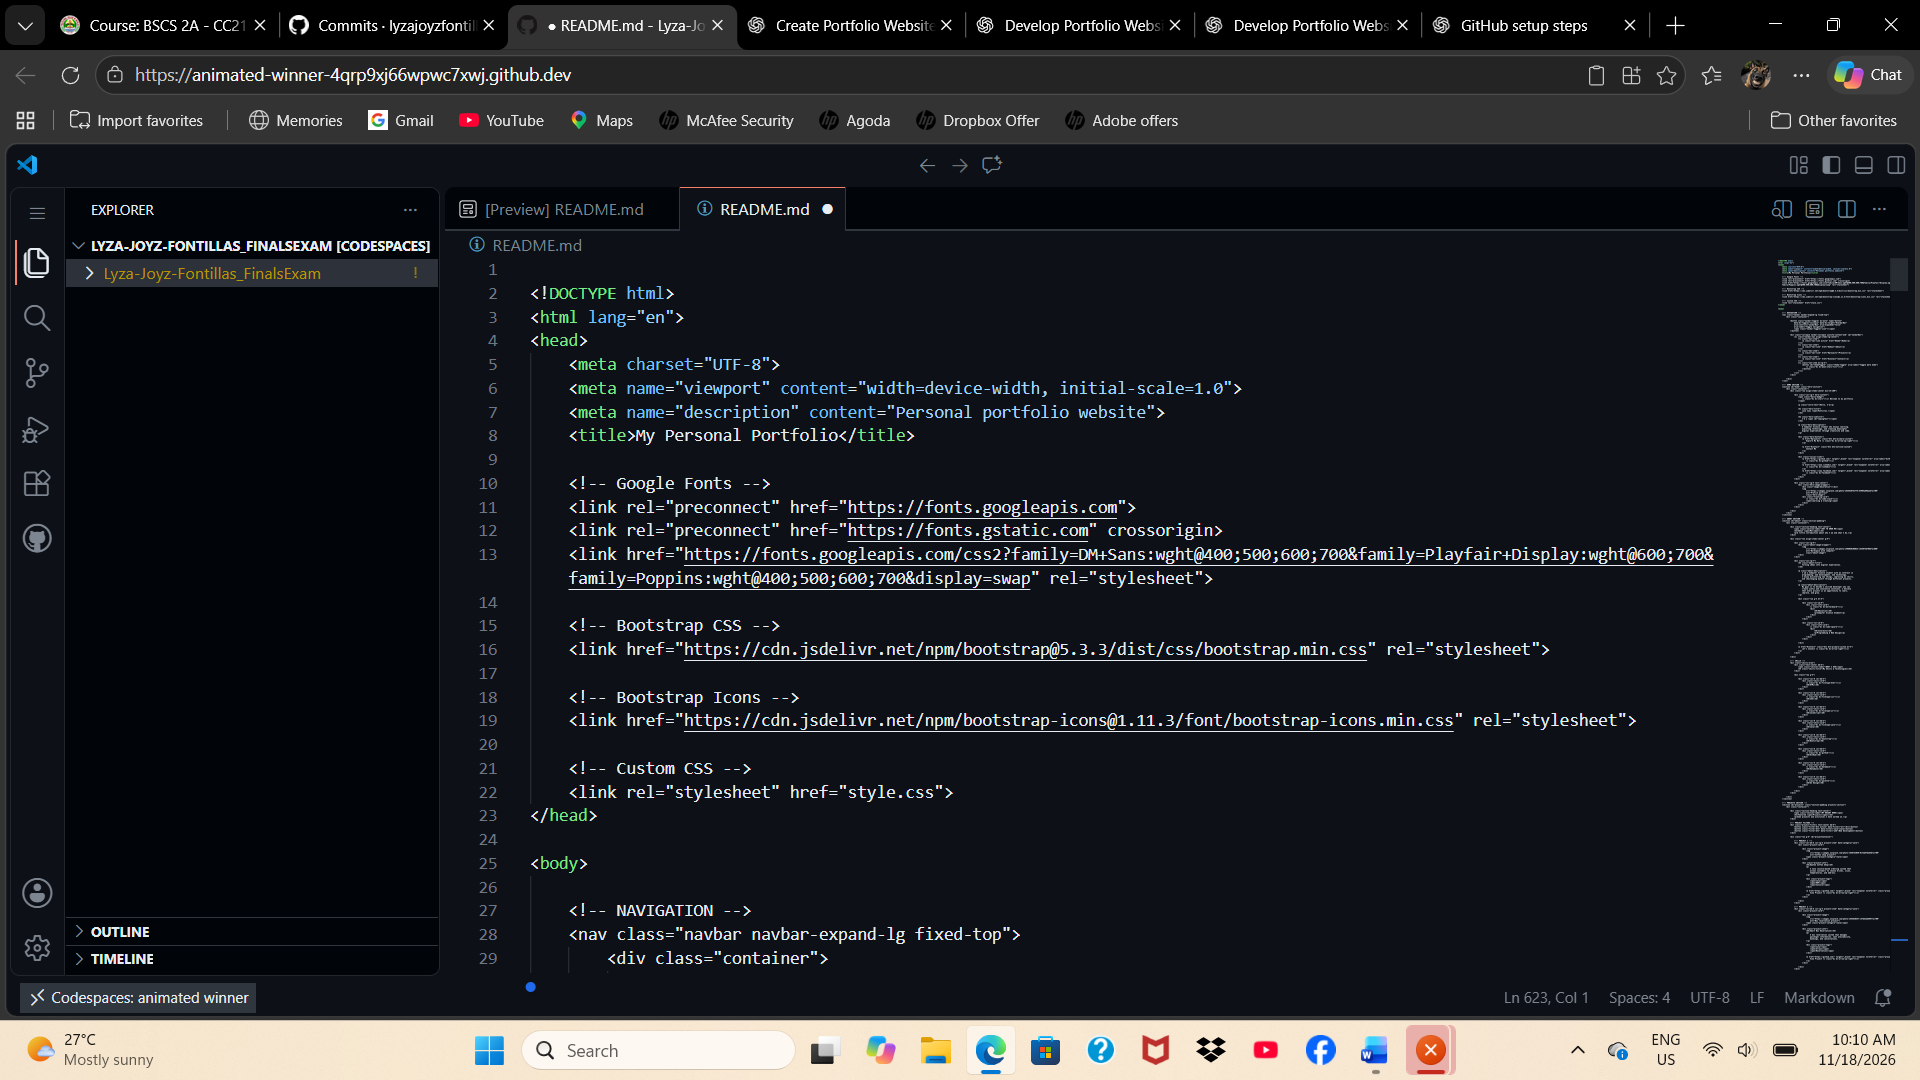 Course: BSCS 2A - CC21
Commits · lyzajoyzfontill
● README.md - Lyza-Jo
Create Portfolio Website
Develop Portfolio Webs
Develop Portfolio Webs
GitHub setup steps
https://animated-winner-4qrp9xj66wpwc7xwj.github.dev
Chat
Import favorites
Memories
Gmail
YouTube
Maps
McAfee Security
Agoda
Dropbox Offer
Adobe offers
Other favorites
EXPLORER
LYZA-JOYZ-FONTILLAS_FINALSEXAM [CODESPACES]
Lyza-Joyz-Fontillas_FinalsExam !
OUTLINE
TIMELINE
[Preview] README.md
README.md
README.md
1
2 <!DOCTYPE html>
3 <html lang="en">
4 <head>
5 <meta charset="UTF-8">
6 <meta name="viewport" content="width=device-width, initial-scale=1.0">
7 <meta name="description" content="Personal portfolio website">
8 <title>My Personal Portfolio</title>
9
10 <!-- Google Fonts -->
11 <link rel="preconnect" href="https://fonts.googleapis.com">
12 <link rel="preconnect" href="https://fonts.gstatic.com" crossorigin>
13 <link href="https://fonts.googleapis.com/css2?family=DM+Sans:wght@400;500;600;700&family=Playfair+Display:wght@600;700&
family=Poppins:wght@400;500;600;700&display=swap" rel="stylesheet">
14
15 <!-- Bootstrap CSS -->
16 <link href="https://cdn.jsdelivr.net/npm/bootstrap@5.3.3/dist/css/bootstrap.min.css" rel="stylesheet">
17
18 <!-- Bootstrap Icons -->
19 <link href="https://cdn.jsdelivr.net/npm/bootstrap-icons@1.11.3/font/bootstrap-icons.min.css" rel="stylesheet">
20
21 <!-- Custom CSS -->
22 <link rel="stylesheet" href="style.css">
23 </head>
24
25 <body>
26
27 <!-- NAVIGATION -->
28 <nav class="navbar navbar-expand-lg fixed-top">
29 <div class="container">
Codespaces: animated winner
Ln 623, Col 1
Spaces: 4
UTF-8
LF
Markdown
27°C
Mostly sunny
Search
ENG
US
10:10 AM
11/18/2026